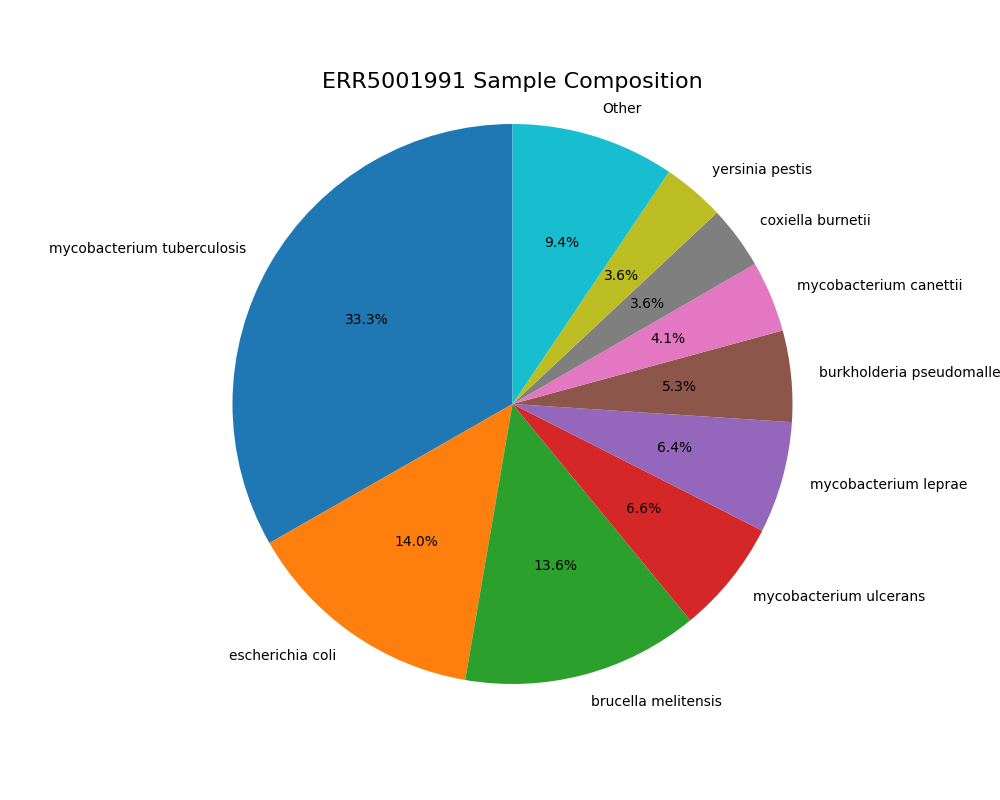 ERR5001991 Sample Composition
Other
yersinia pestis
coxiella burnetii
mycobacterium canettii
burkholderia pseudomalle
mycobacterium leprae
mycobacterium ulcerans
brucella melitensis
escherichia coli
mycobacterium tuberculosis
9.4%
3.6%
3.6%
4.1%
5.3%
6.4%
6.6%
13.6%
14.0%
33.3%